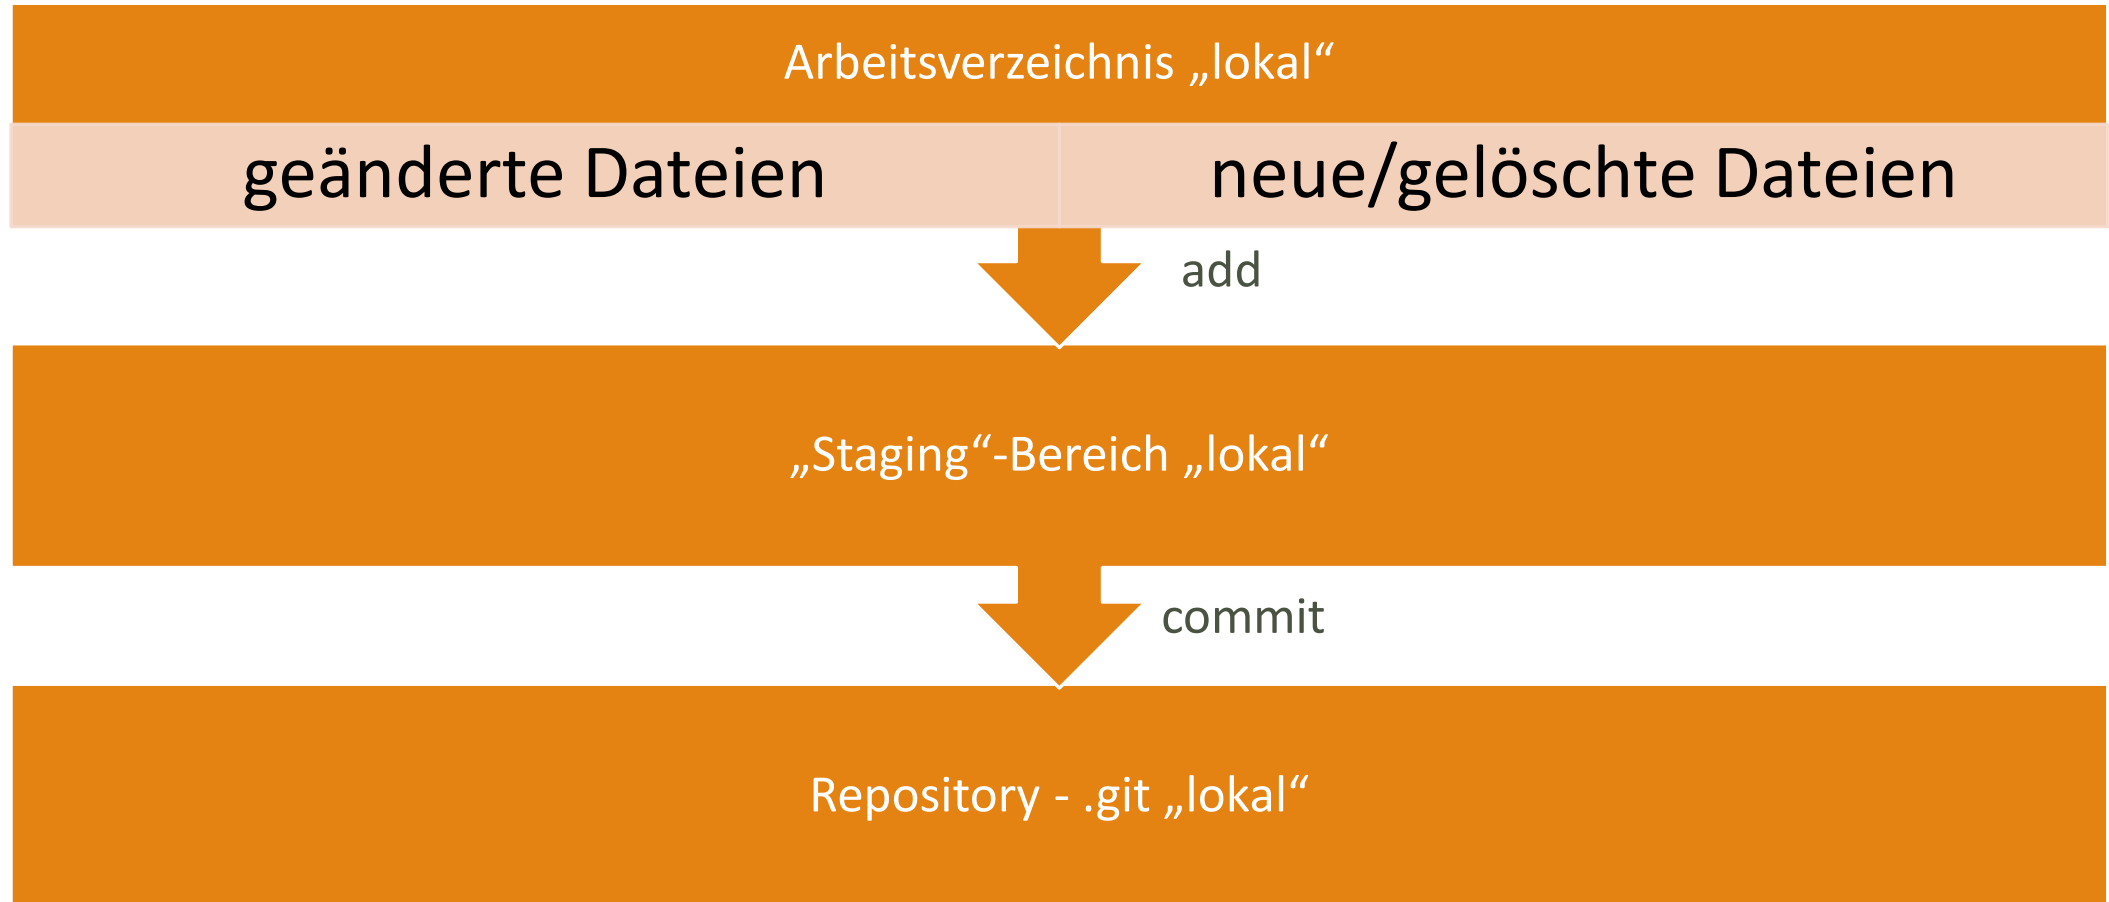 Arbeitsverzeichnis „lokal“
geänderte Dateien
neue/gelöschte Dateien
add
„Staging“-Bereich „lokal“
commit
Repository - .git „lokal“